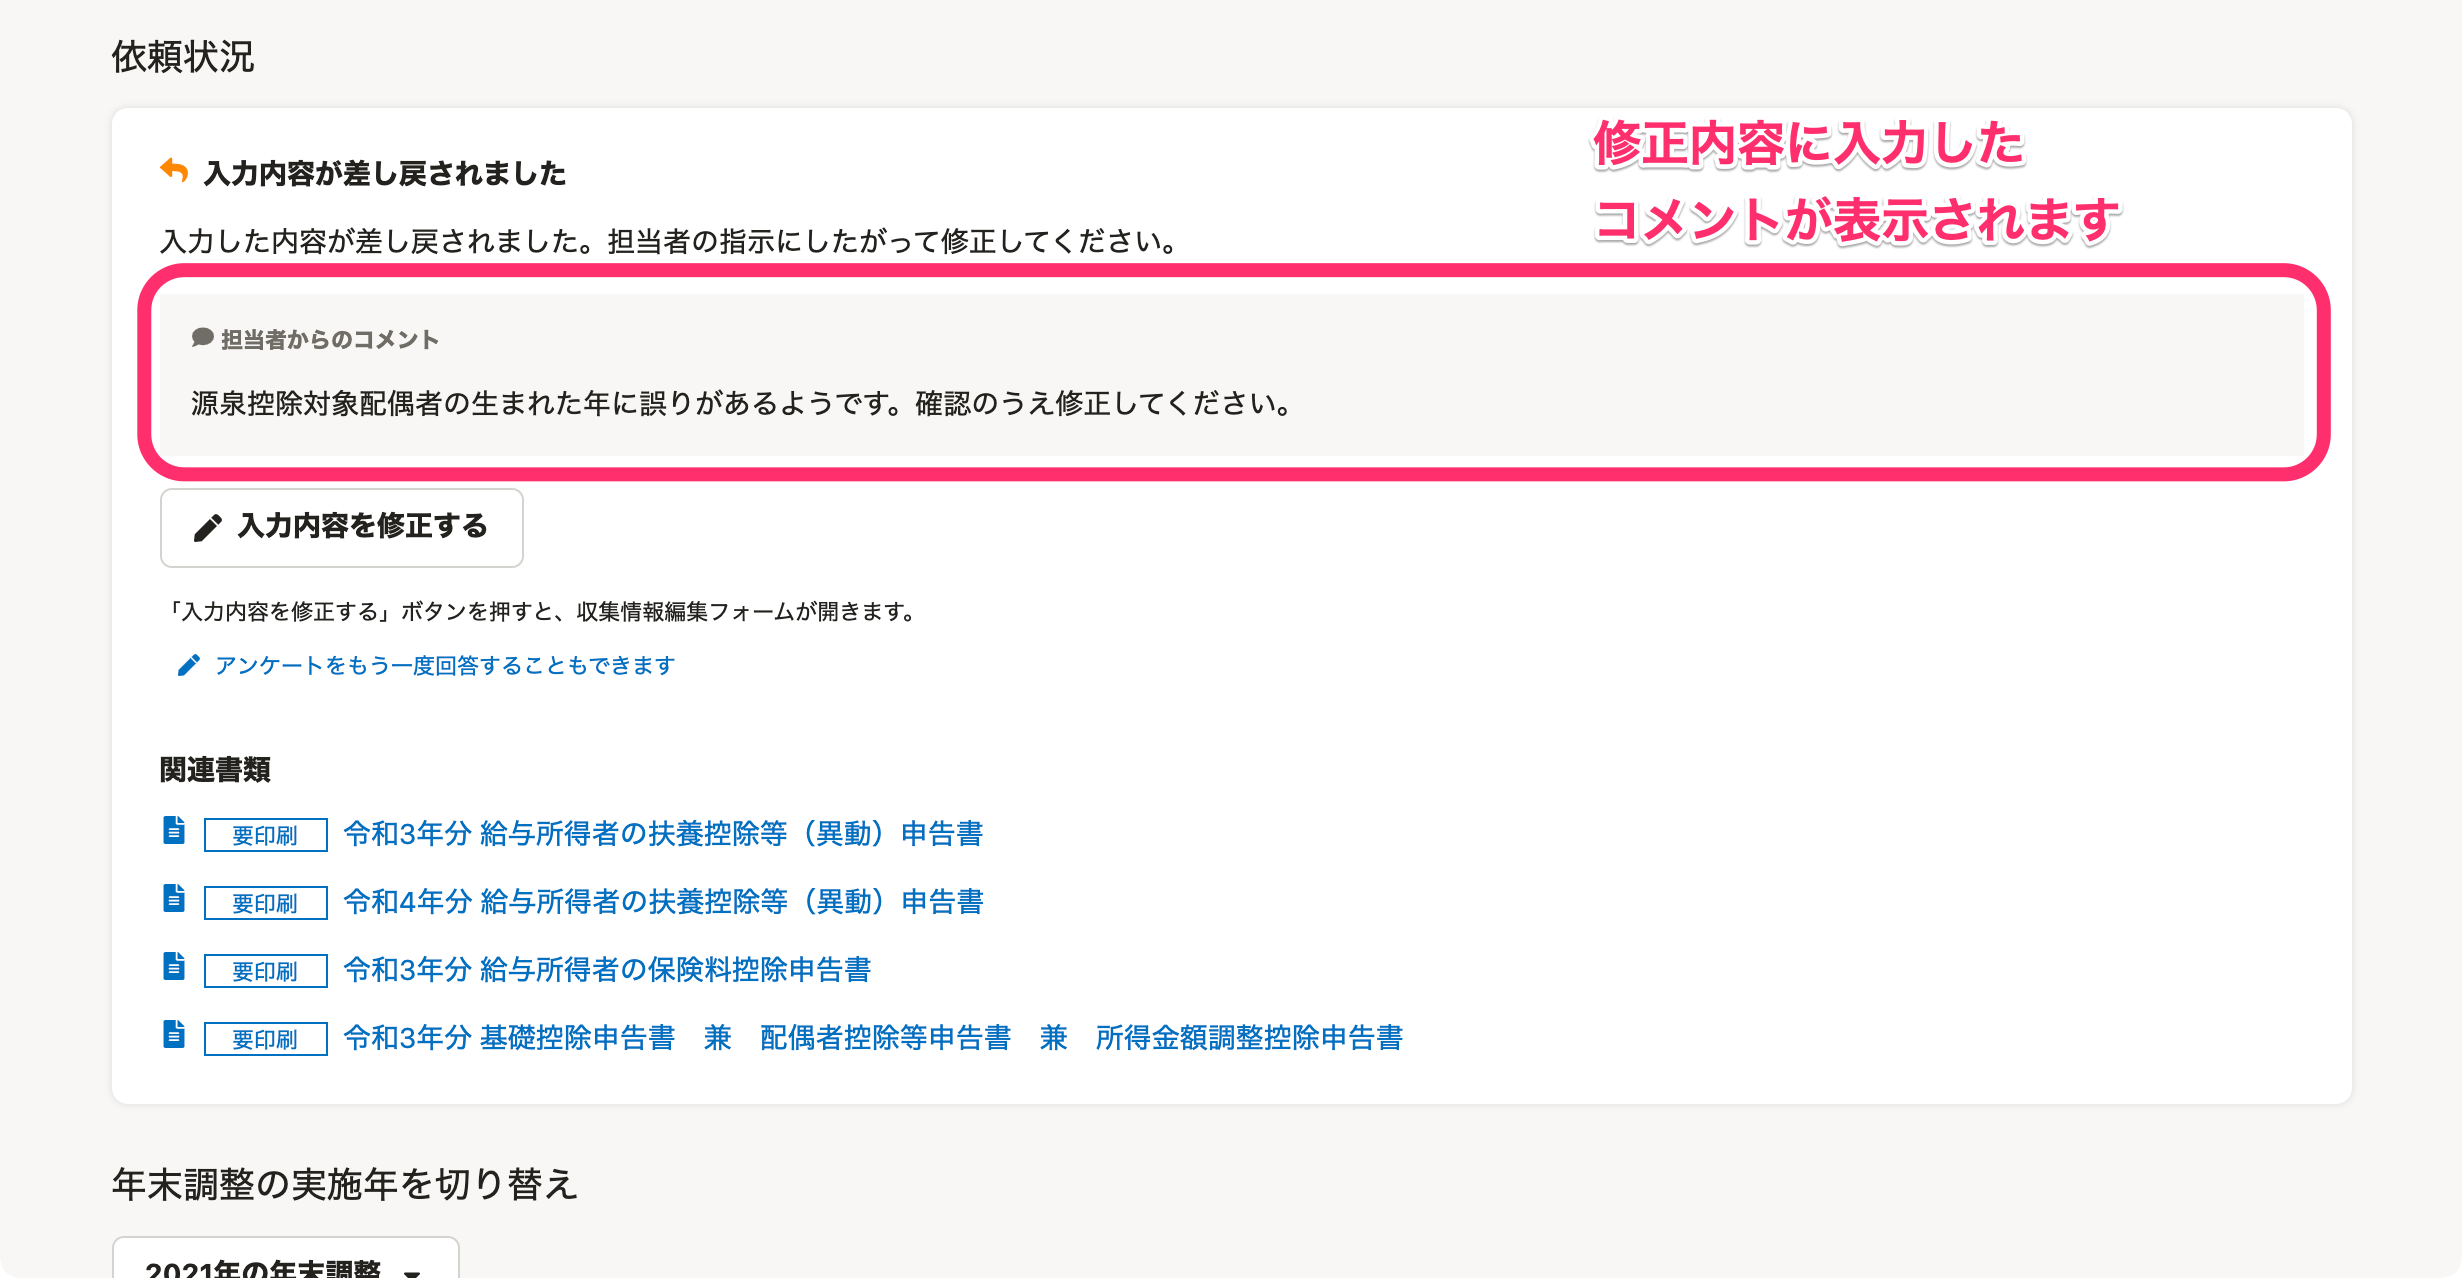 依頼状況
修正内容に入力した
コメントが表示されます
入力内容が差し戻されました
入力した内容が差し戻されました。担当者の指示にしたがって修正してください。
担当者からのコメント
源泉控除対象配偶者の生まれた年に誤りがあるようです。確認のうえ修正してください。
入力内容を修正する
「入力内容を修正する」ボタンを押すと、収集情報編集フォームが開きます。
アンケートをもう一度回答することもできます
関連書類
要印刷 令和3年分 給与所得者の扶養控除等（異動）申告書
要印刷 令和4年分 給与所得者の扶養控除等（異動）申告書
要印刷 令和3年分 給与所得者の保険料控除申告書
要印刷 令和3年分 基礎控除申告書　兼　配偶者控除等申告書　兼　所得金額調整控除申告書
年末調整の実施年を切り替え
2021年の年末調整